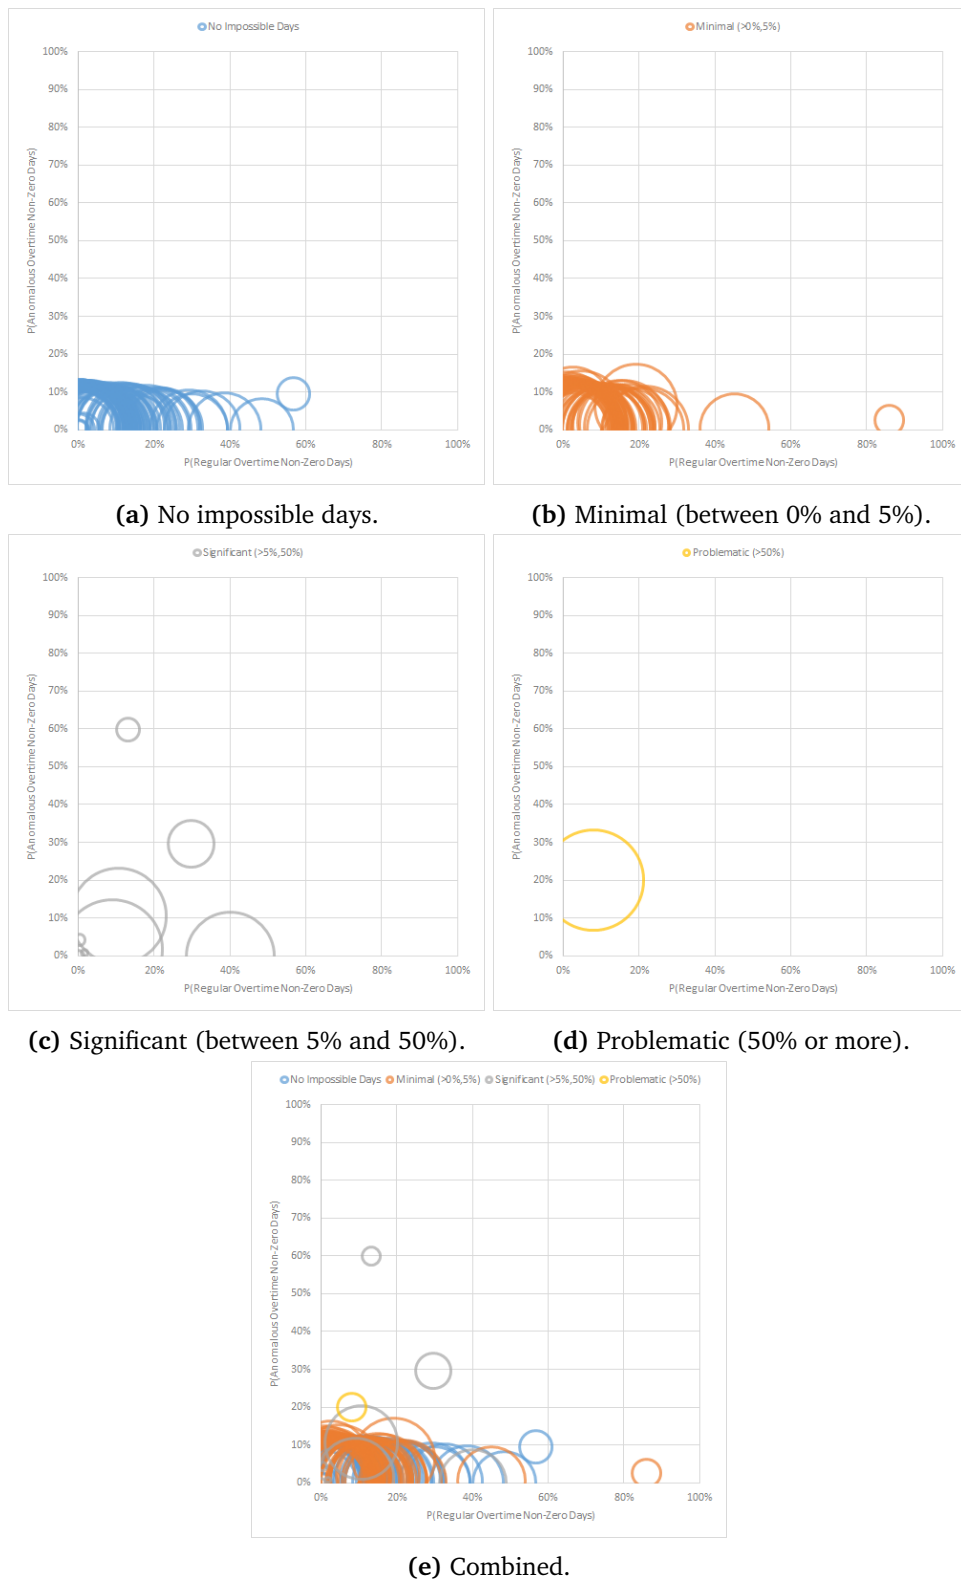 No Impossible Days
100%
90%
80%
70%
60%
50%
40%
30%
20%
10%
0%
P(Anomalous Overtime Non-Zero Days)
0% 20% 40% 60% 80% 100%
P(Regular Overtime Non-Zero Days)
(a) No impossible days.
Minimal (>0%,5%)
100%
90%
80%
70%
60%
50%
40%
30%
20%
10%
0%
P(Anomalous Overtime Non-Zero Days)
0% 20% 40% 60% 80% 100%
P(Regular Overtime Non-Zero Days)
(b) Minimal (between 0% and 5%).
Significant (>5%,50%)
100%
90%
80%
70%
60%
50%
40%
30%
20%
10%
0%
P(Anomalous Overtime Non-Zero Days)
0% 20% 40% 60% 80% 100%
P(Regular Overtime Non-Zero Days)
(c) Significant (between 5% and 50%).
Problematic (>50%)
100%
90%
80%
70%
60%
50%
40%
30%
20%
10%
0%
P(Anomalous Overtime Non-Zero Days)
0% 20% 40% 60% 80% 100%
P(Regular Overtime Non-Zero Days)
(d) Problematic (50% or more).
No Impossible Days Minimal (>0%,5%) Significant (>5%,50%) Problematic (>50%)
100%
90%
80%
70%
60%
50%
40%
30%
20%
10%
0%
P(Anomalous Overtime Non-Zero Days)
0% 20% 40% 60% 80% 100%
P(Regular Overtime Non-Zero Days)
(e) Combined.